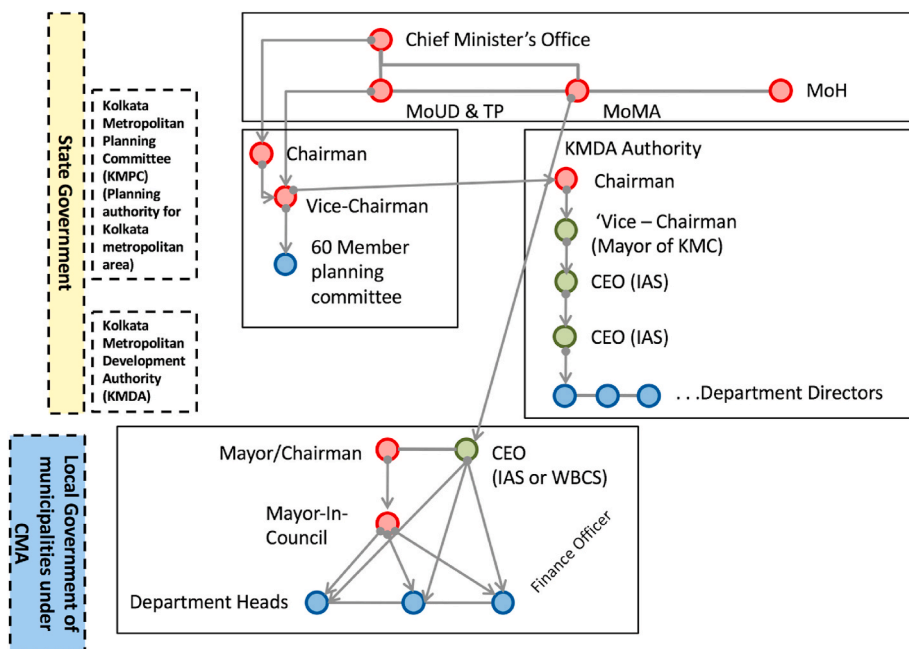 State Government
Kolkata
Metropolitan
Planning
Committee
(KMPC)
(Planning
authority for
Kolkata
metropolitan
area)
Kolkata
Metropolitan
Development
Authority
(KMDA)
Chief Minister's Office
MoUD & TP
MoMA
MoH
Chairman
Vice-Chairman
60 Member
planning
committee
KMDA Authority
Chairman
‘Vice – Chairman
(Mayor of KMC)
CEO (IAS)
CEO (IAS)
...Department Directors
Local Government of
municipalities under
CMA
Mayor/Chairman
CEO
(IAS or WBCS)
Mayor-In-
Council
Finance Officer
Department Heads